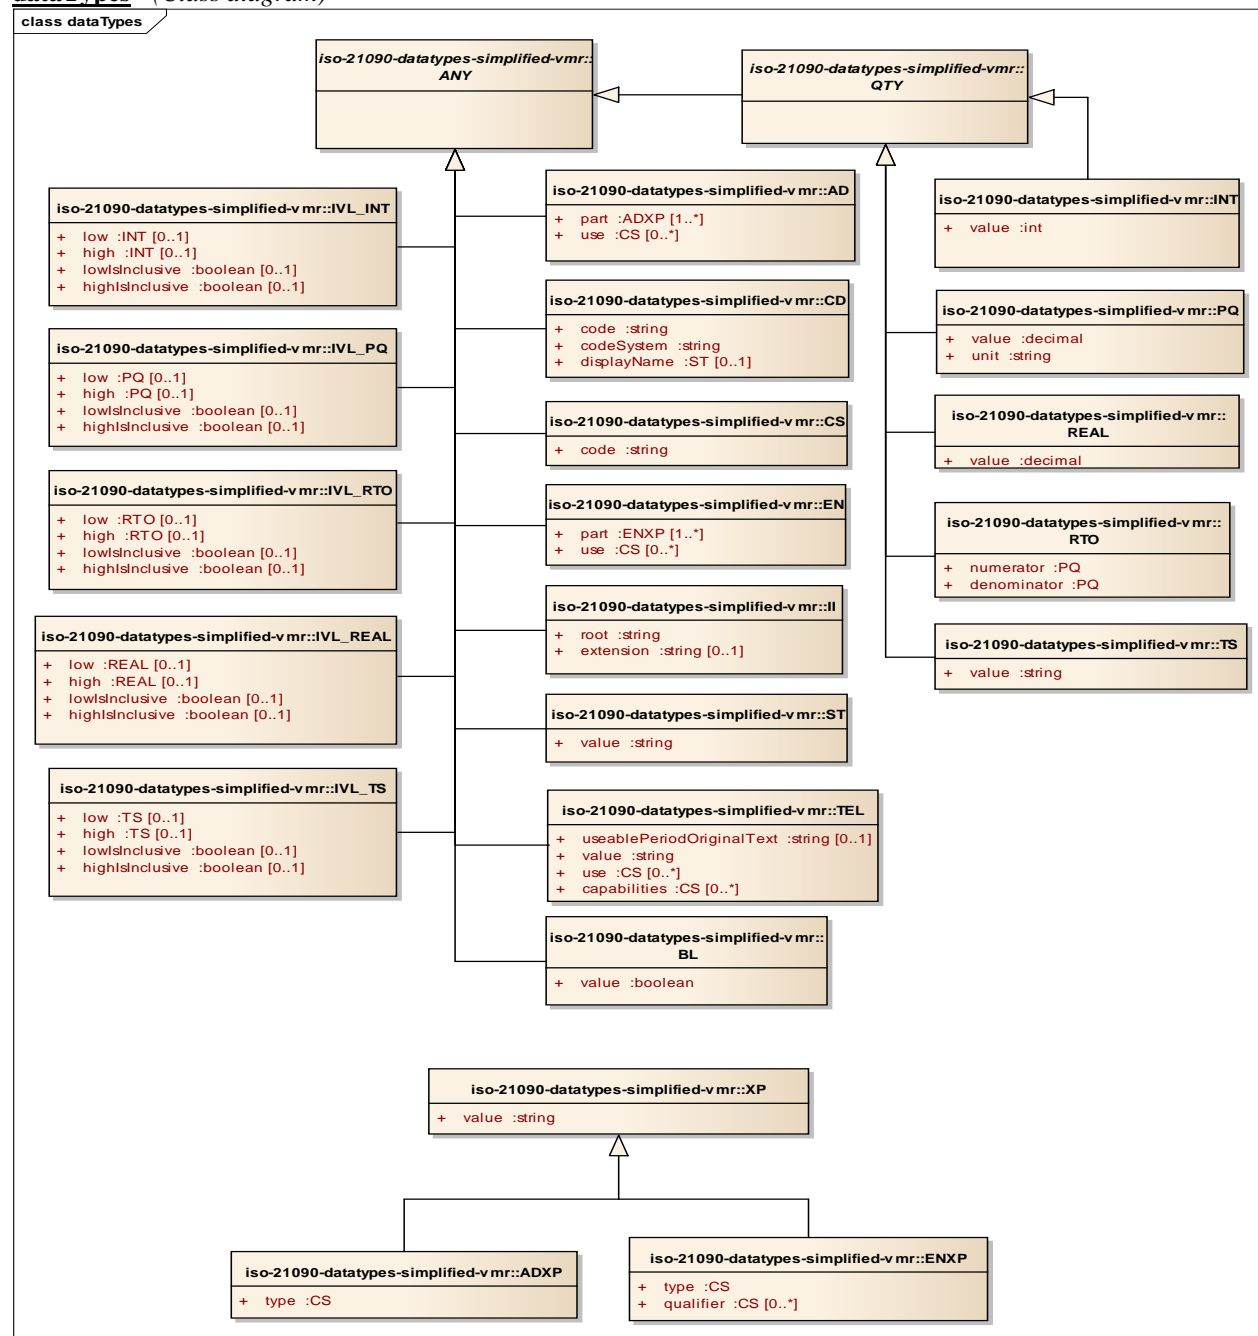 dataTypes (Class diagram)
class dataTypes
iso-21090-datatypes-simplified-vmr::
ANY
iso-21090-datatypes-simplified-vmr::
QTY
iso-21090-datatypes-simplified-vmr::IVL_INT
+ low :INT [0..1]
+ high :INT [0..1]
+ lowIsInclusive :boolean [0..1]
+ highIsInclusive :boolean [0..1]
iso-21090-datatypes-simplified-vmr::IVL_PQ
+ low :PQ [0..1]
+ high :PQ [0..1]
+ lowIsInclusive :boolean [0..1]
+ highIsInclusive :boolean [0..1]
iso-21090-datatypes-simplified-vmr::IVL_RTO
+ low :RTO [0..1]
+ high :RTO [0..1]
+ lowIsInclusive :boolean [0..1]
+ highIsInclusive :boolean [0..1]
iso-21090-datatypes-simplified-vmr::IVL_REAL
+ low :REAL [0..1]
+ high :REAL [0..1]
+ lowIsInclusive :boolean [0..1]
+ highIsInclusive :boolean [0..1]
iso-21090-datatypes-simplified-vmr::IVL_TS
+ low :TS [0..1]
+ high :TS [0..1]
+ lowIsInclusive :boolean [0..1]
+ highIsInclusive :boolean [0..1]
iso-21090-datatypes-simplified-vmr::AD
+ part :ADXP [1..*]
+ use :CS [0..*]
iso-21090-datatypes-simplified-vmr::CD
+ code :string
+ codeSystem :string
+ displayName :ST [0..1]
iso-21090-datatypes-simplified-vmr::CS
+ code :string
iso-21090-datatypes-simplified-vmr::EN
+ part :ENXP [1..*]
+ use :CS [0..*]
iso-21090-datatypes-simplified-vmr::II
+ root :string
+ extension :string [0..1]
iso-21090-datatypes-simplified-vmr::ST
+ value :string
iso-21090-datatypes-simplified-vmr::TEL
+ useablePeriodOriginalText :string [0..1]
+ value :string
+ use :CS [0..*]
+ capabilities :CS [0..*]
iso-21090-datatypes-simplified-vmr::
BL
+ value :boolean
iso-21090-datatypes-simplified-vmr::INT
+ value :int
iso-21090-datatypes-simplified-vmr::PQ
+ value :decimal
+ unit :string
iso-21090-datatypes-simplified-vmr::
REAL
+ value :decimal
iso-21090-datatypes-simplified-vmr::
RTO
+ numerator :PQ
+ denominator :PQ
iso-21090-datatypes-simplified-vmr::TS
+ value :string
iso-21090-datatypes-simplified-vmr::XP
+ value :string
iso-21090-datatypes-simplified-vmr::ADXP
+ type :CS
iso-21090-datatypes-simplified-vmr::ENXP
+ type :CS
+ qualifier :CS [0..*]